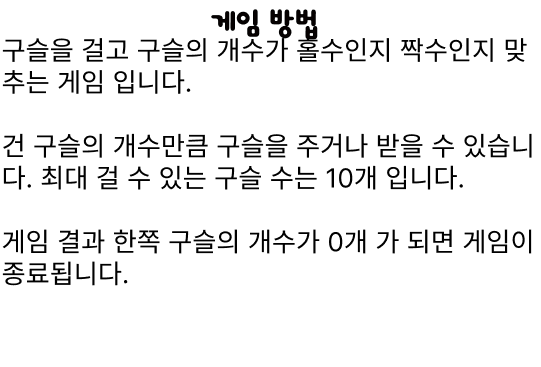 게임 방법
구슬을 걸고 구슬의 개수가 홀수인지 짝수인지 맞
추는 게임 입니다.
건 구슬의 개수만큼 구슬을 주거나 받을 수 있습니
다. 최대 걸 수 있는 구슬 수는 10개 입니다.
게임 결과 한쪽 구슬의 개수가 0개 가 되면 게임이
종료됩니다.